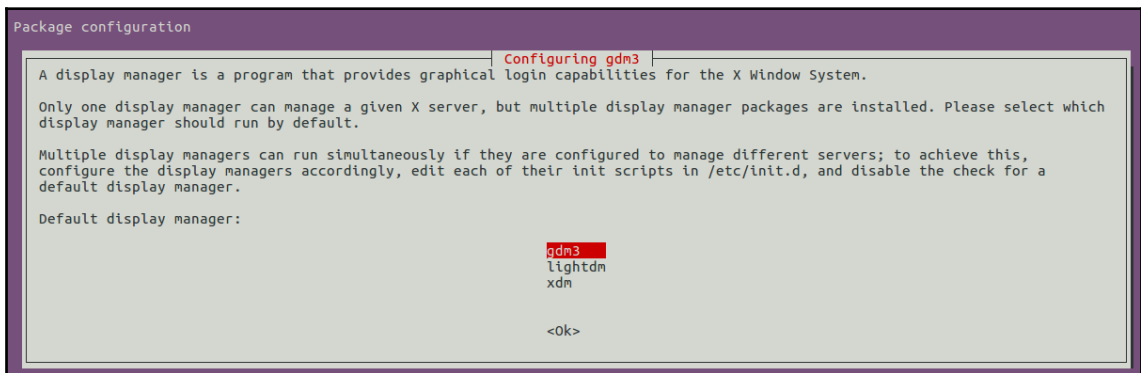 Package configuration
Configuring gdm3
A display manager is a program that provides graphical login capabilities for the X Window System.
Only one display manager can manage a given X server, but multiple display manager packages are installed. Please select which
display manager should run by default.
Multiple display managers can run simultaneously if they are configured to manage different servers; to achieve this,
configure the display managers accordingly, edit each of their init scripts in /etc/init.d, and disable the check for a
default display manager.
Default display manager:
gdm3
lightdm
xdm
<Ok>